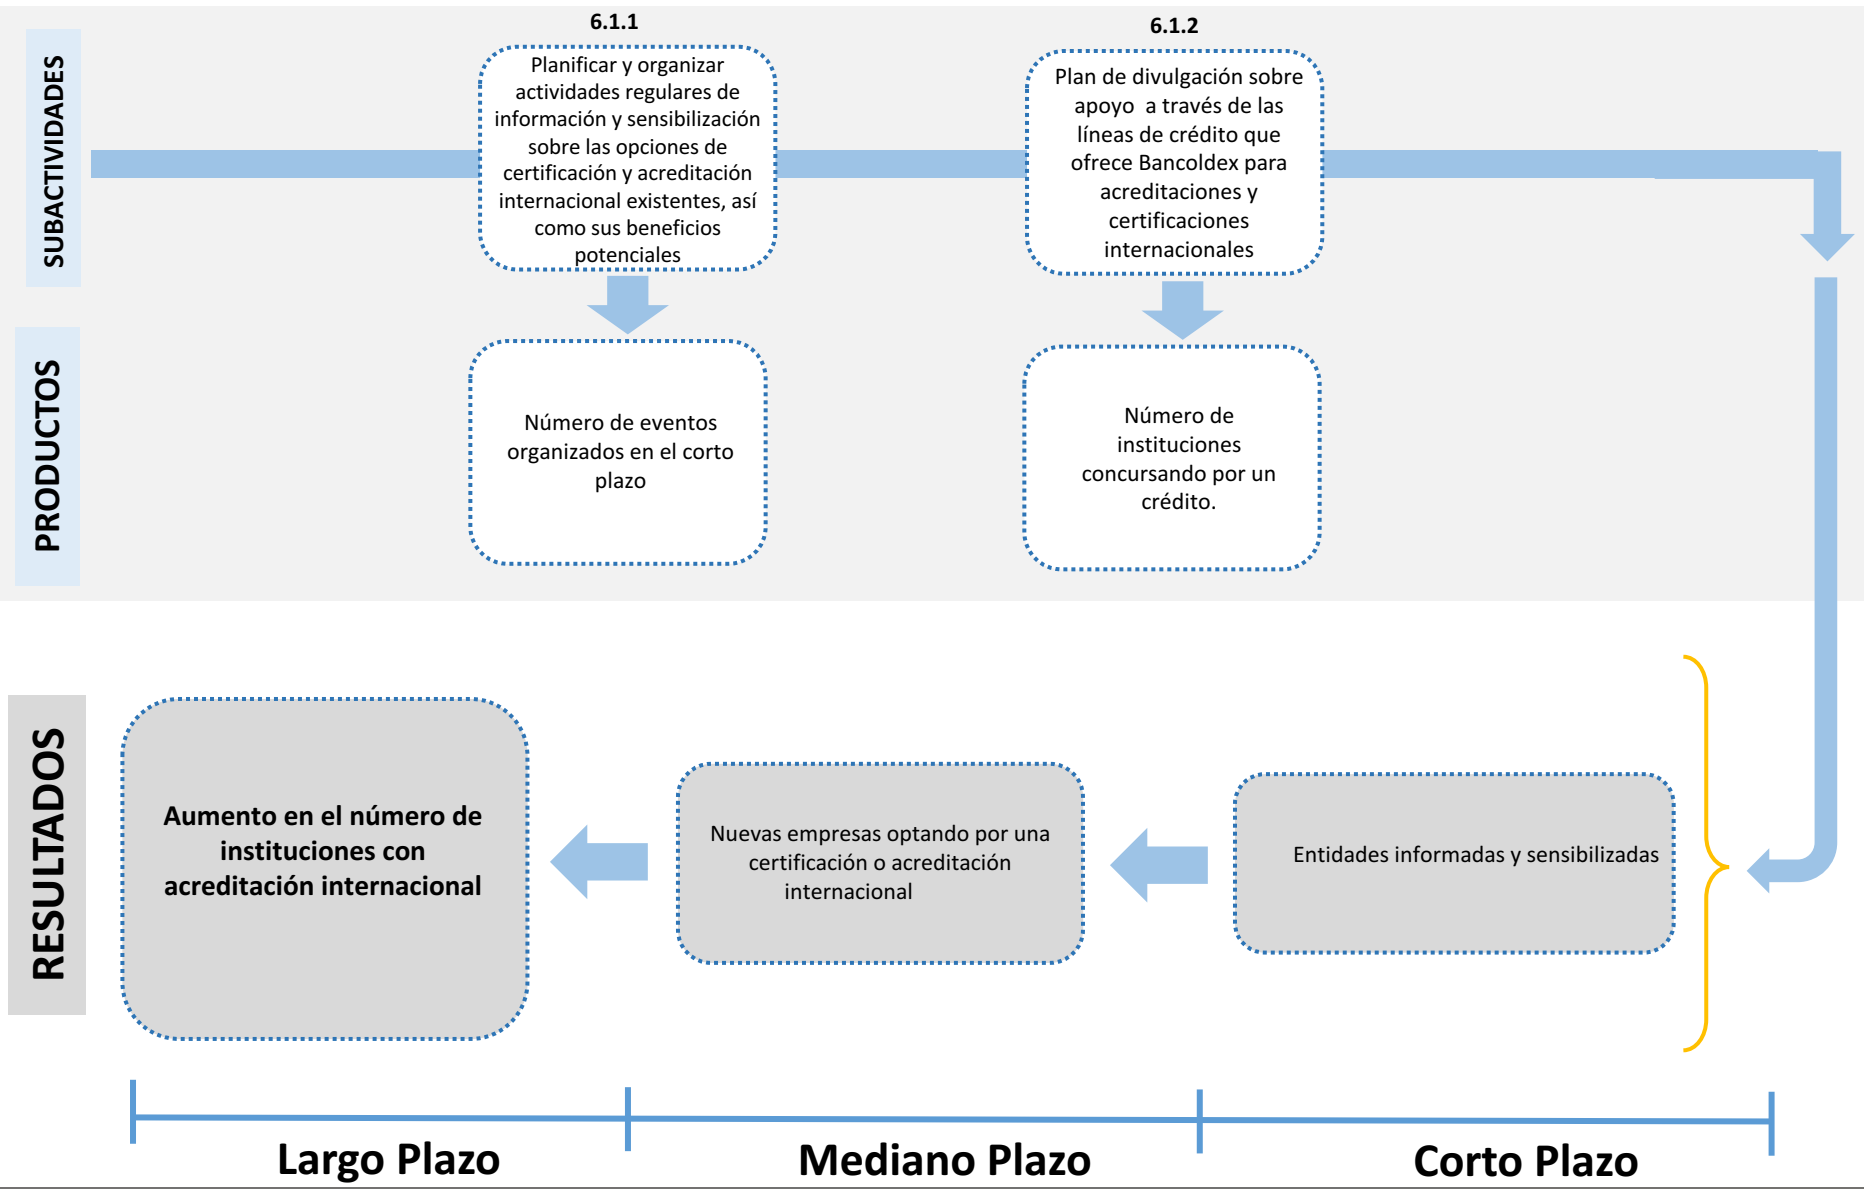 SUBACTIVIDADES
6.1.1
Planificar y organizar
actividades regulares de
información y sensibilización
sobre las opciones de
certificación y acreditación
internacional existentes, así
como sus beneficios
potenciales
6.1.2
Plan de divulgación sobre
apoyo a través de las
líneas de crédito que
ofrece Bancoldex para
acreditaciones y
certificaciones
internacionales
PRODUCTOS
Número de eventos
organizados en el corto
plazo
Número de
instituciones
concursando por un
crédito.
RESULTADOS
Aumento en el número de
instituciones con
acreditación internacional
Nuevas empresas optando por una
certificación o acreditación
internacional
Entidades informadas y sensibilizadas
Largo Plazo
Mediano Plazo
Corto Plazo